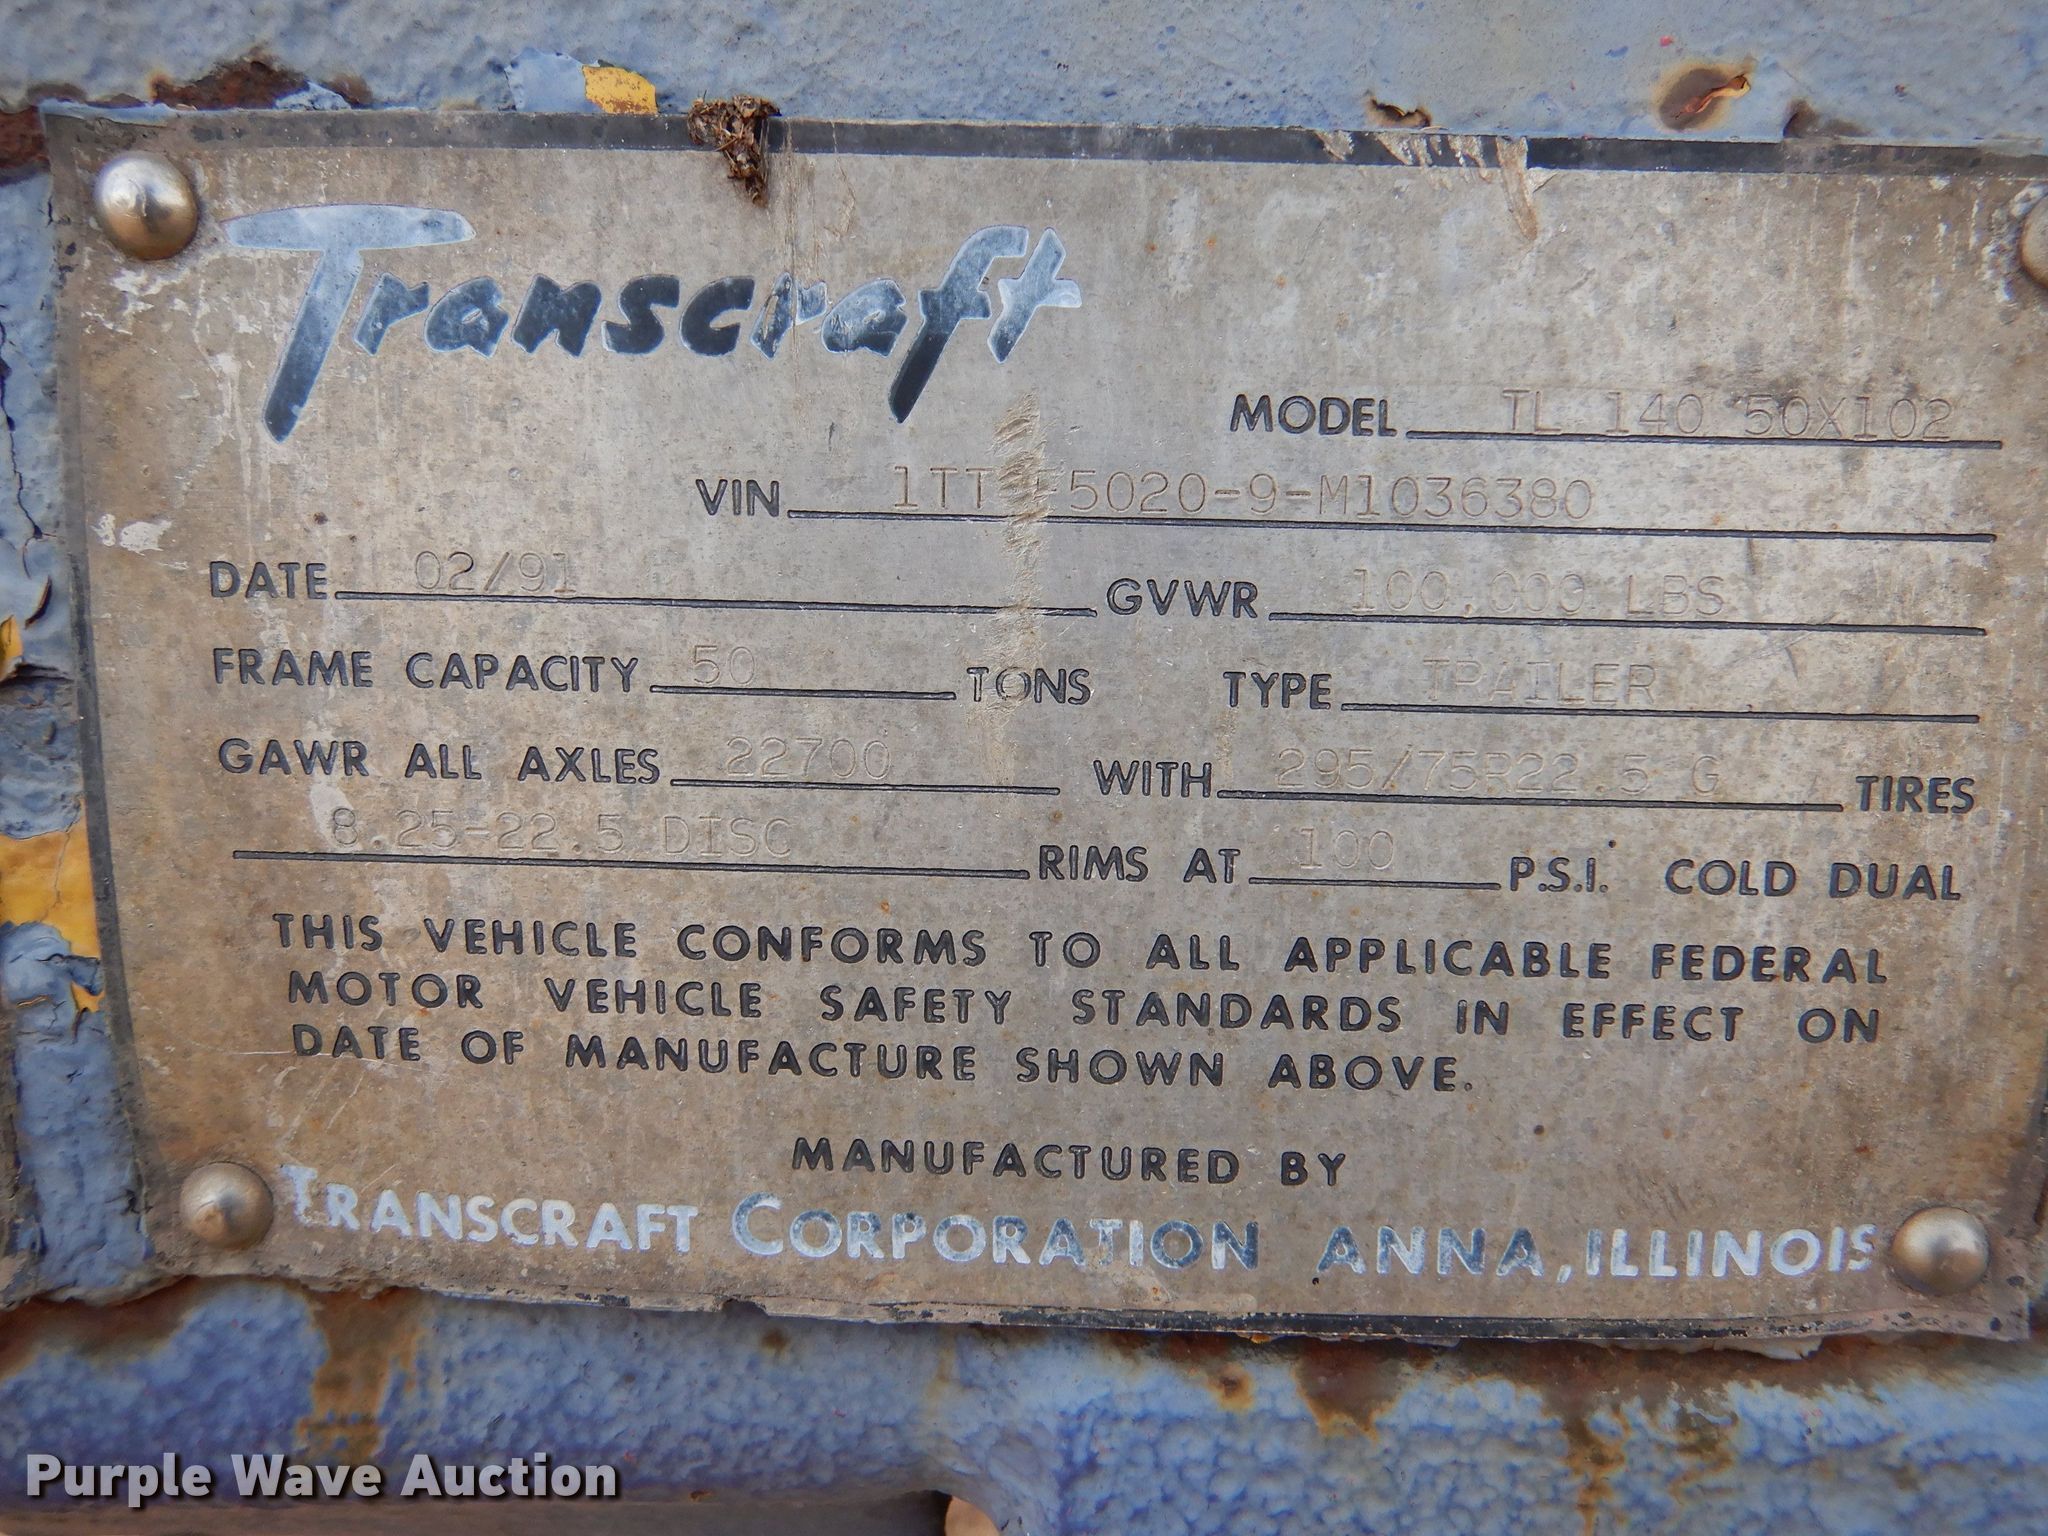 Transcraft
MODEL TL 140 50X102
VIN 5020-9-M1036380
DATE 02/91 GVWR 100,000 LBS
FRAME CAPACITY 50 TONS TYPE TRAILER
GAWR ALL AXLES 22700 WITH 295/75R22.5 G TIRES
8.25-22.5 DISC RIMS AT 100 P.S.I. COLD DUAL
THIS VEHICLE CONFORMS TO ALL APPLICABLE FEDERAL
MOTOR VEHICLE SAFETY STANDARDS IN EFFECT ON
DATE OF MANUFACTURE SHOWN ABOVE.
MANUFACTURED BY
TRANSCRAFT CORPORATION ANNA, ILLINOIS
Purple Wave Auction